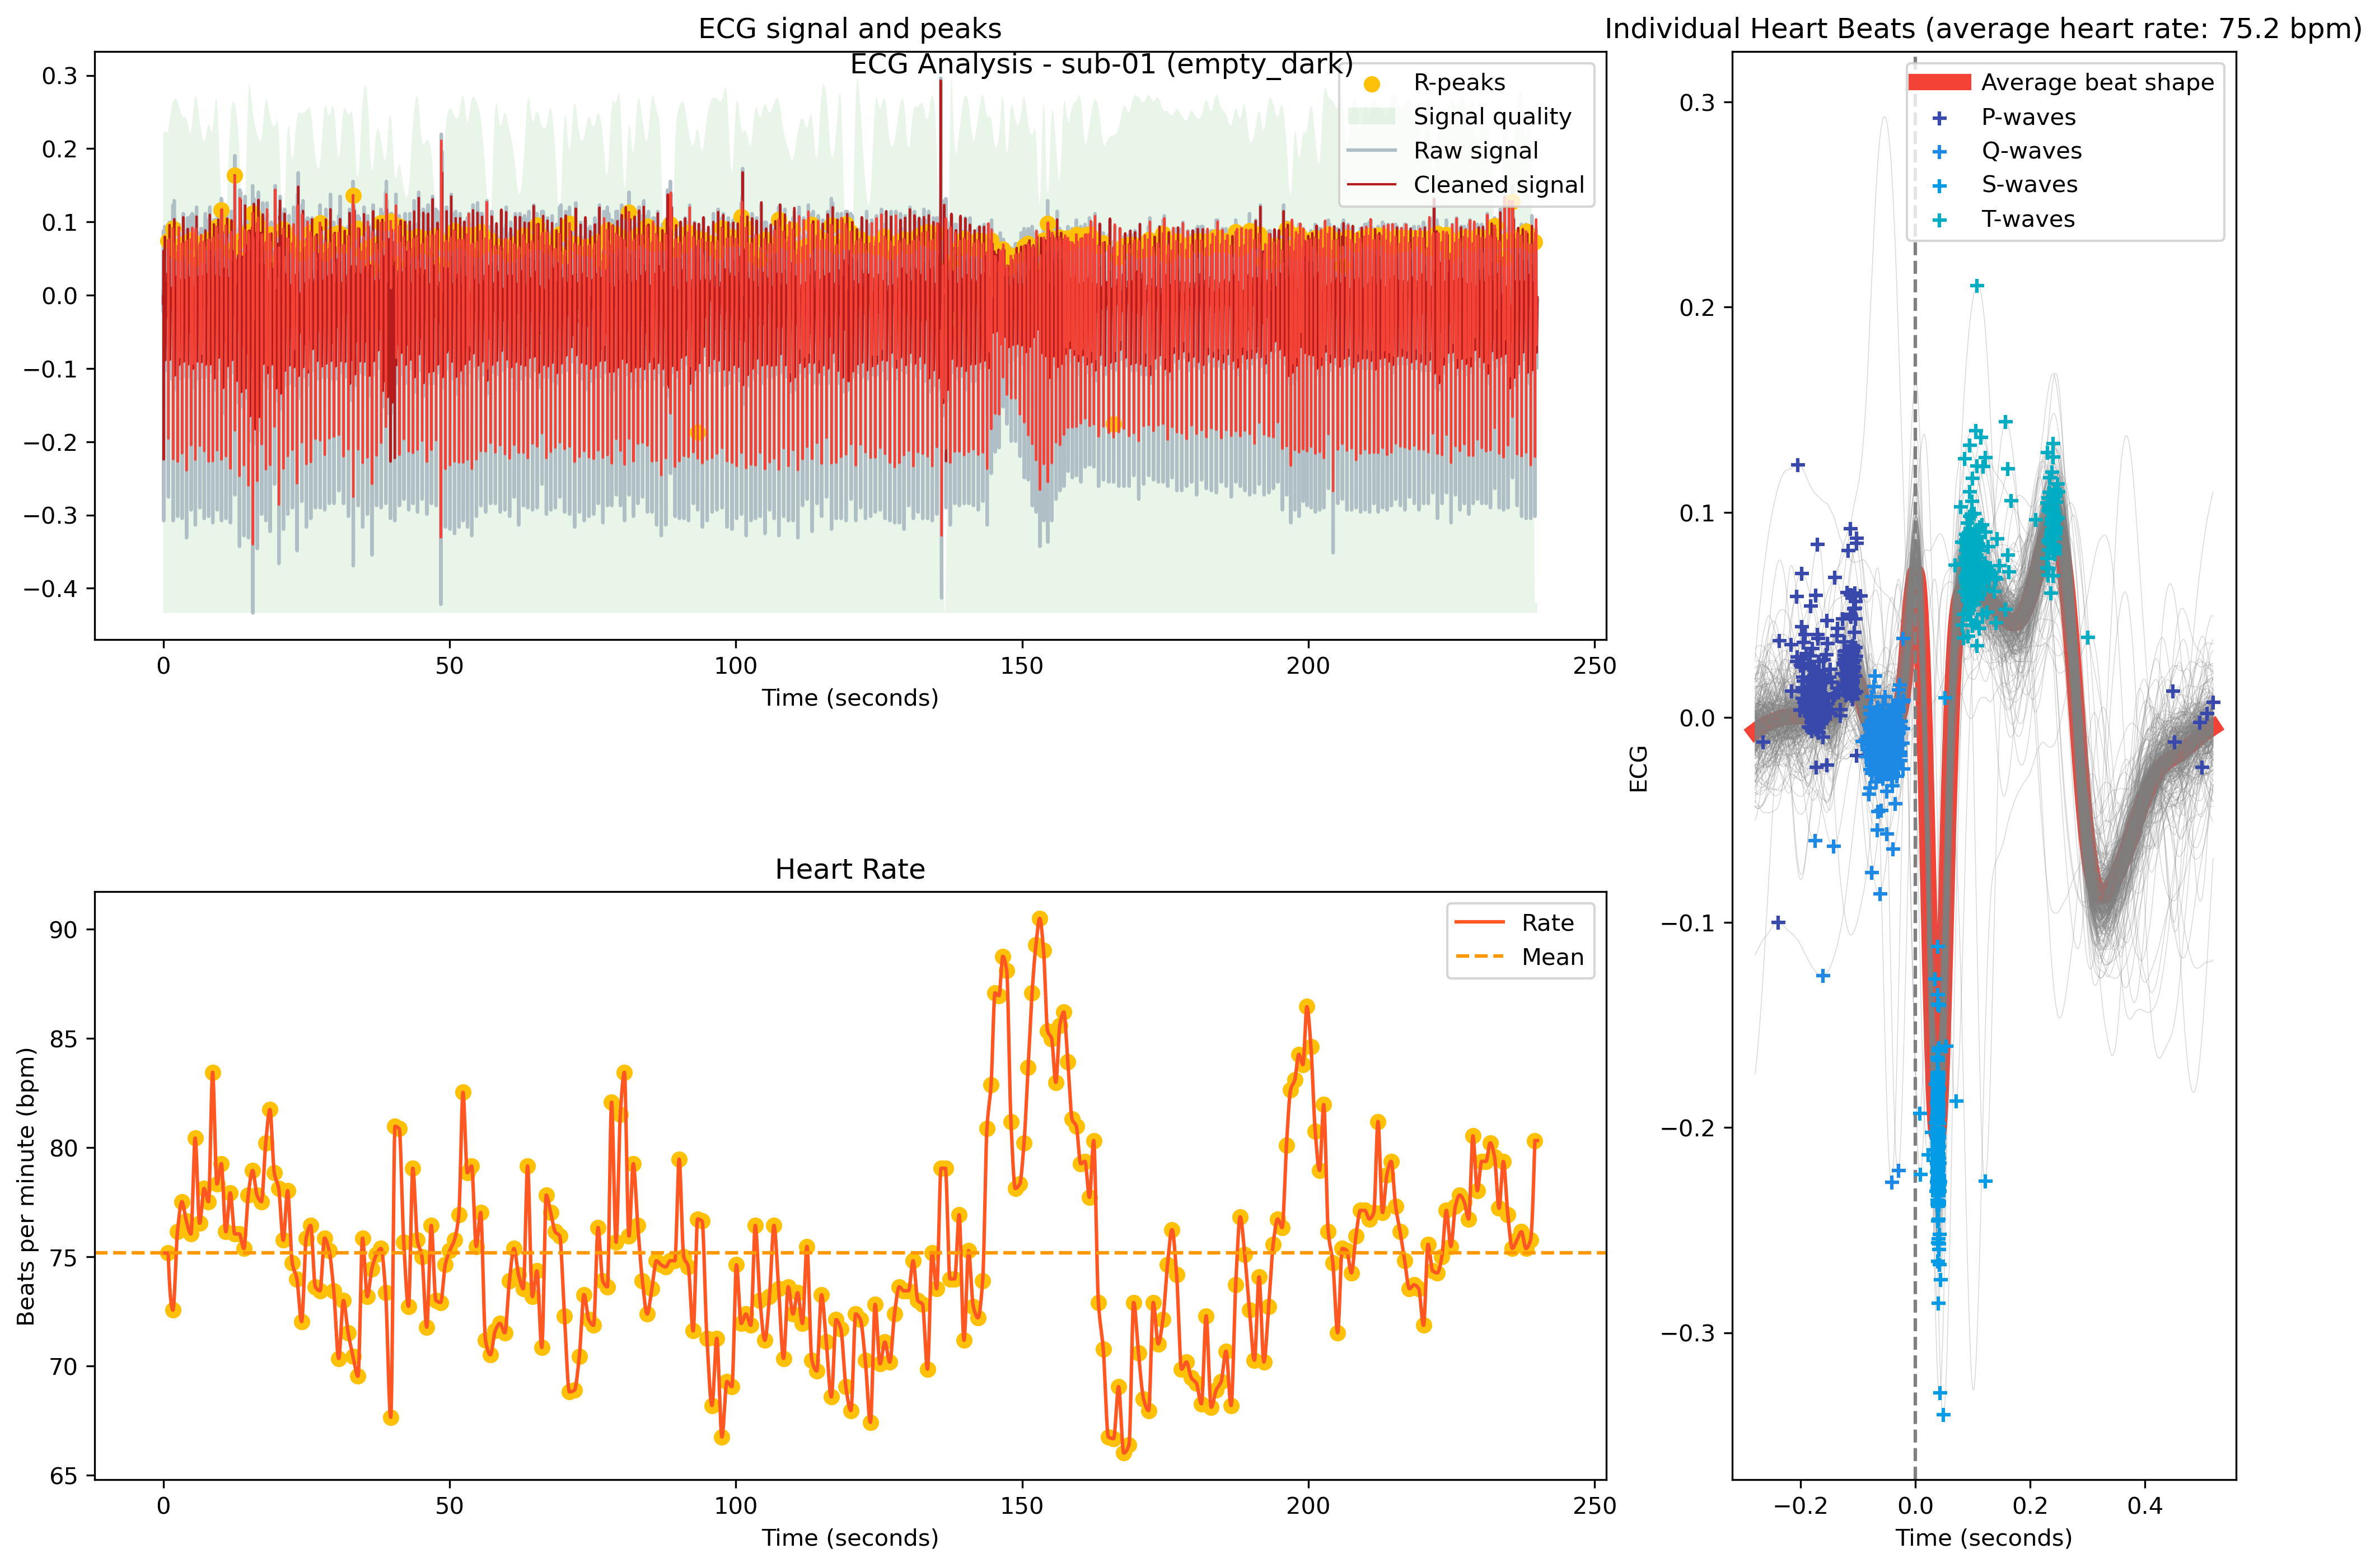 ECG signal and peaks
ECG Analysis - sub-01 (empty_dark)
0.3
0.2
0.1
0.0
−0.1
−0.2
−0.3
−0.4
R-peaks
Signal quality
Raw signal
Cleaned signal
0 50 100 150 200 250
Time (seconds)
Heart Rate
Beats per minute (bpm)
90
85
80
75
70
65
Rate
Mean
0 50 100 150 200 250
Time (seconds)
Individual Heart Beats (average heart rate: 75.2 bpm)
ECG
0.3
0.2
0.1
0.0
−0.1
−0.2
−0.3
Average beat shape
P-waves
Q-waves
S-waves
T-waves
−0.2 0.0 0.2 0.4
Time (seconds)